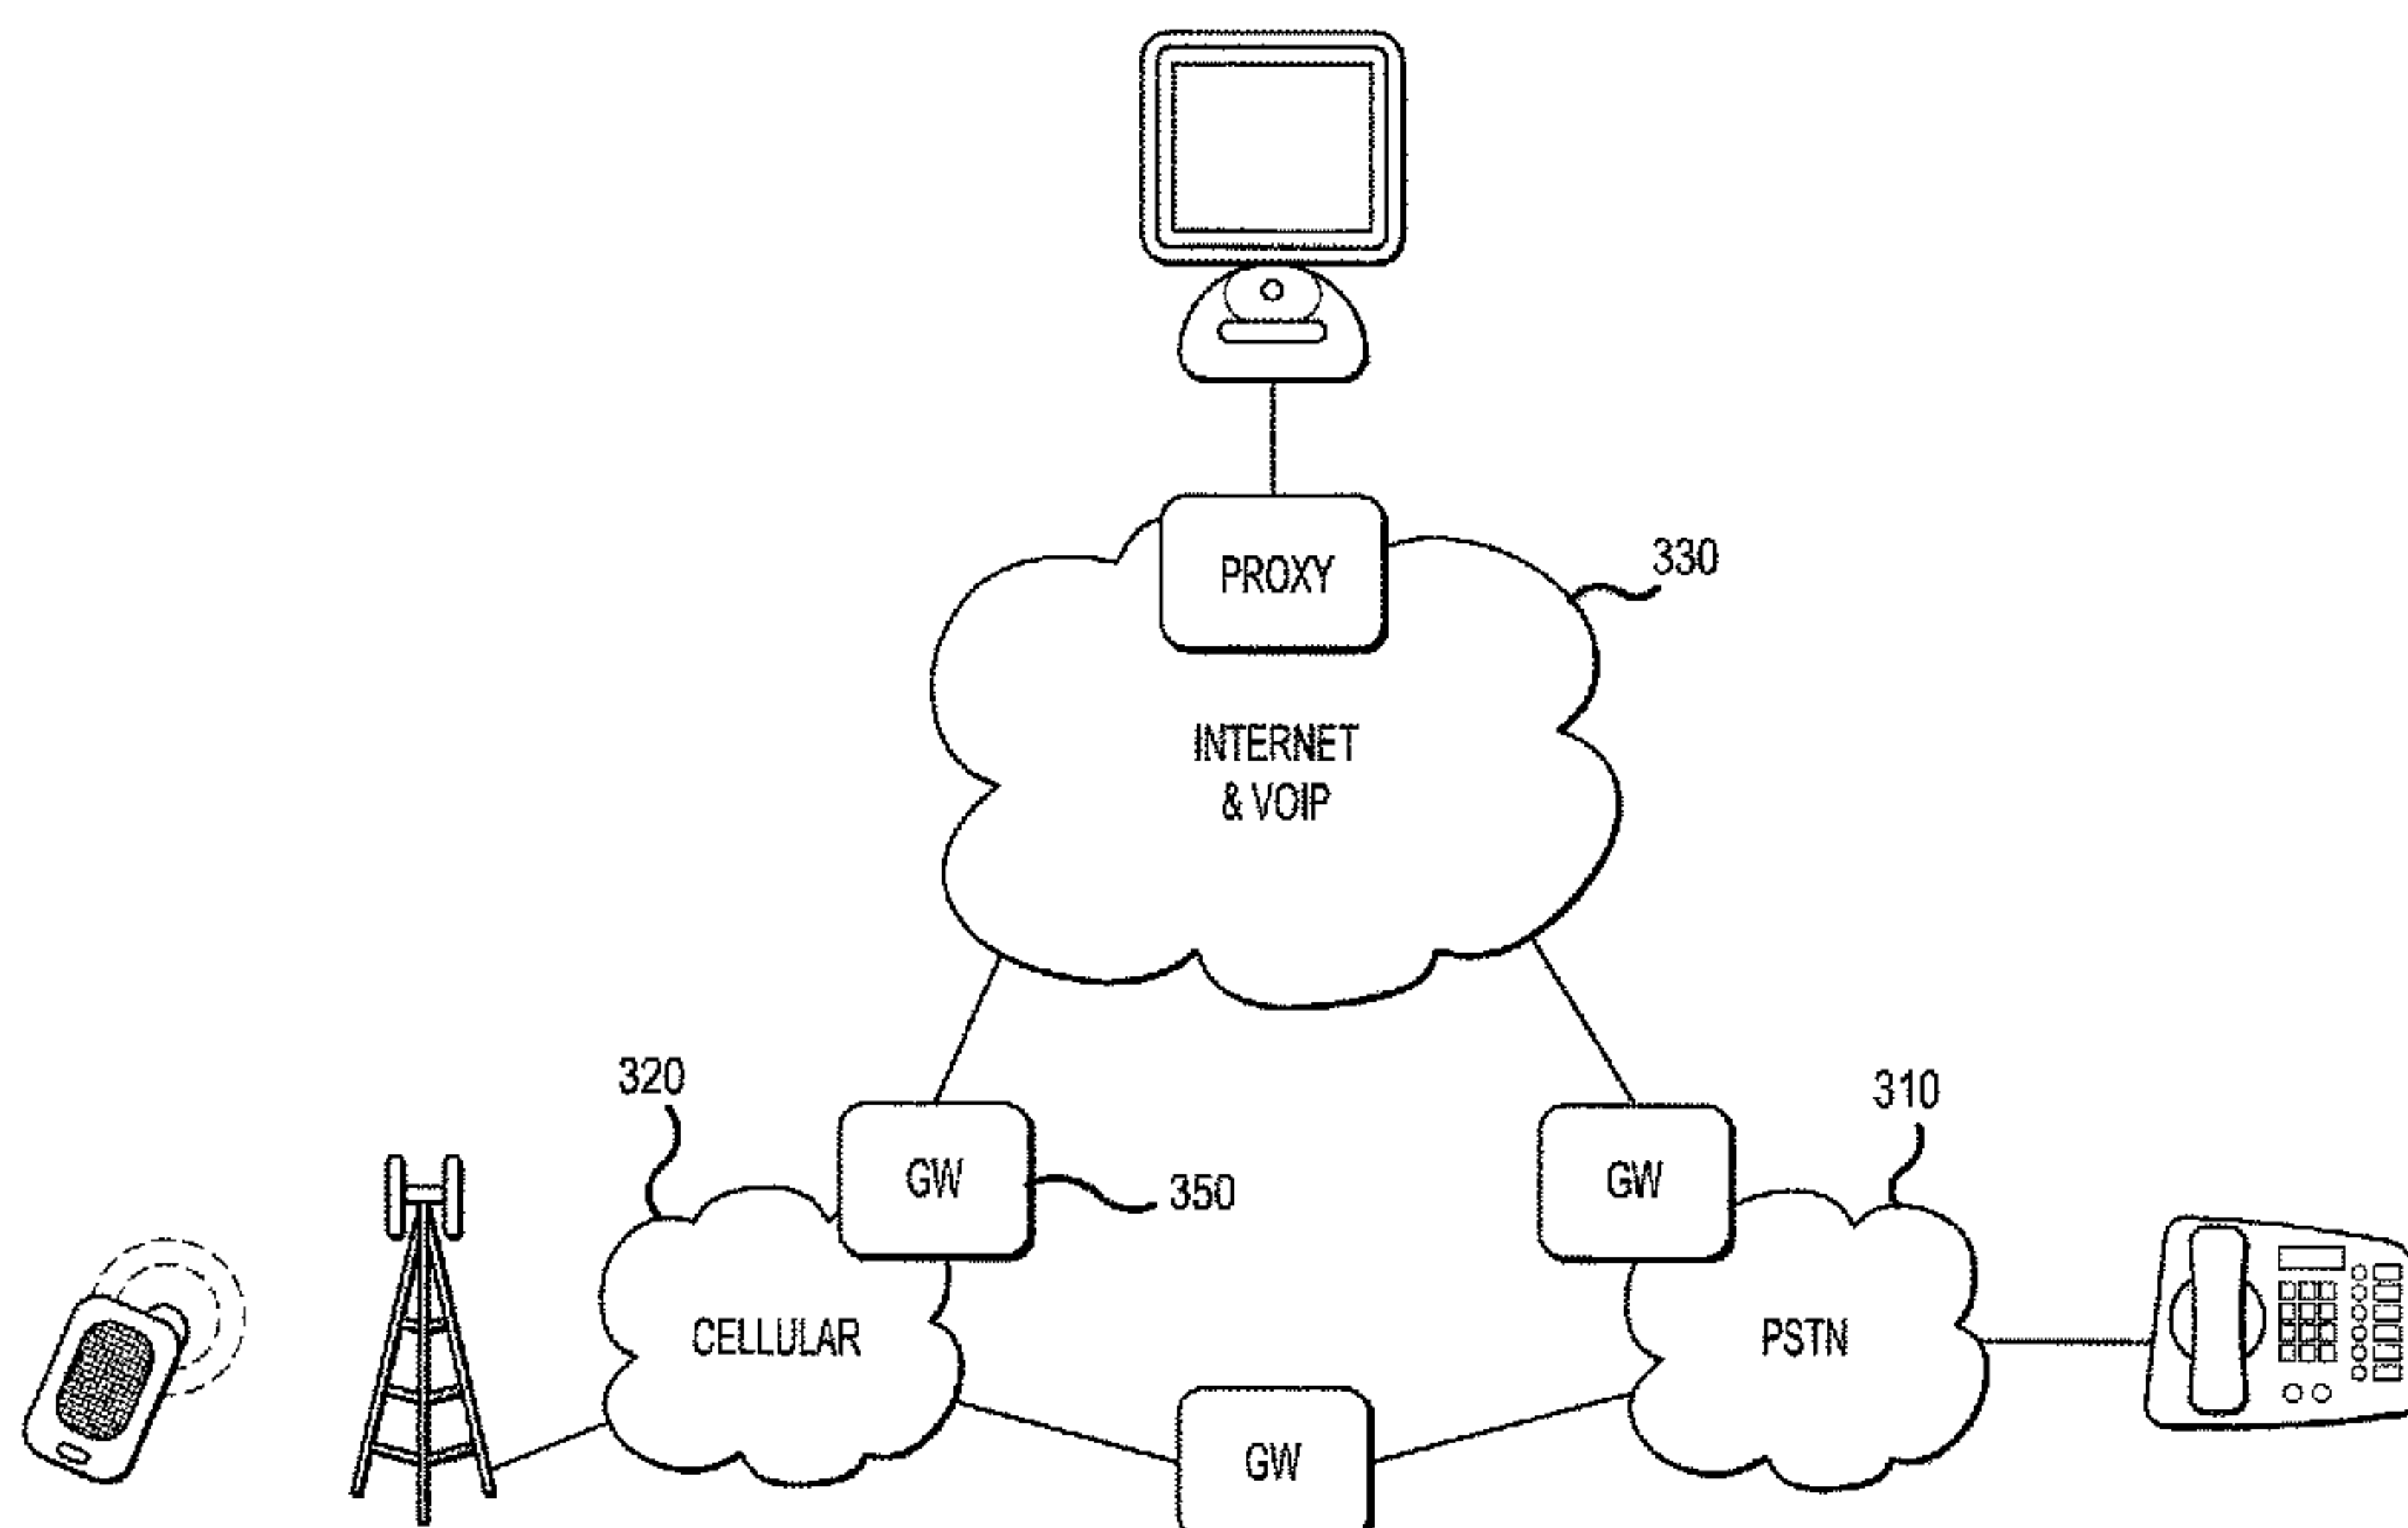 PROXY
330
INTERNET
& VOIP
320
310
GW
350
GW
CELLULAR
PSTN
GW